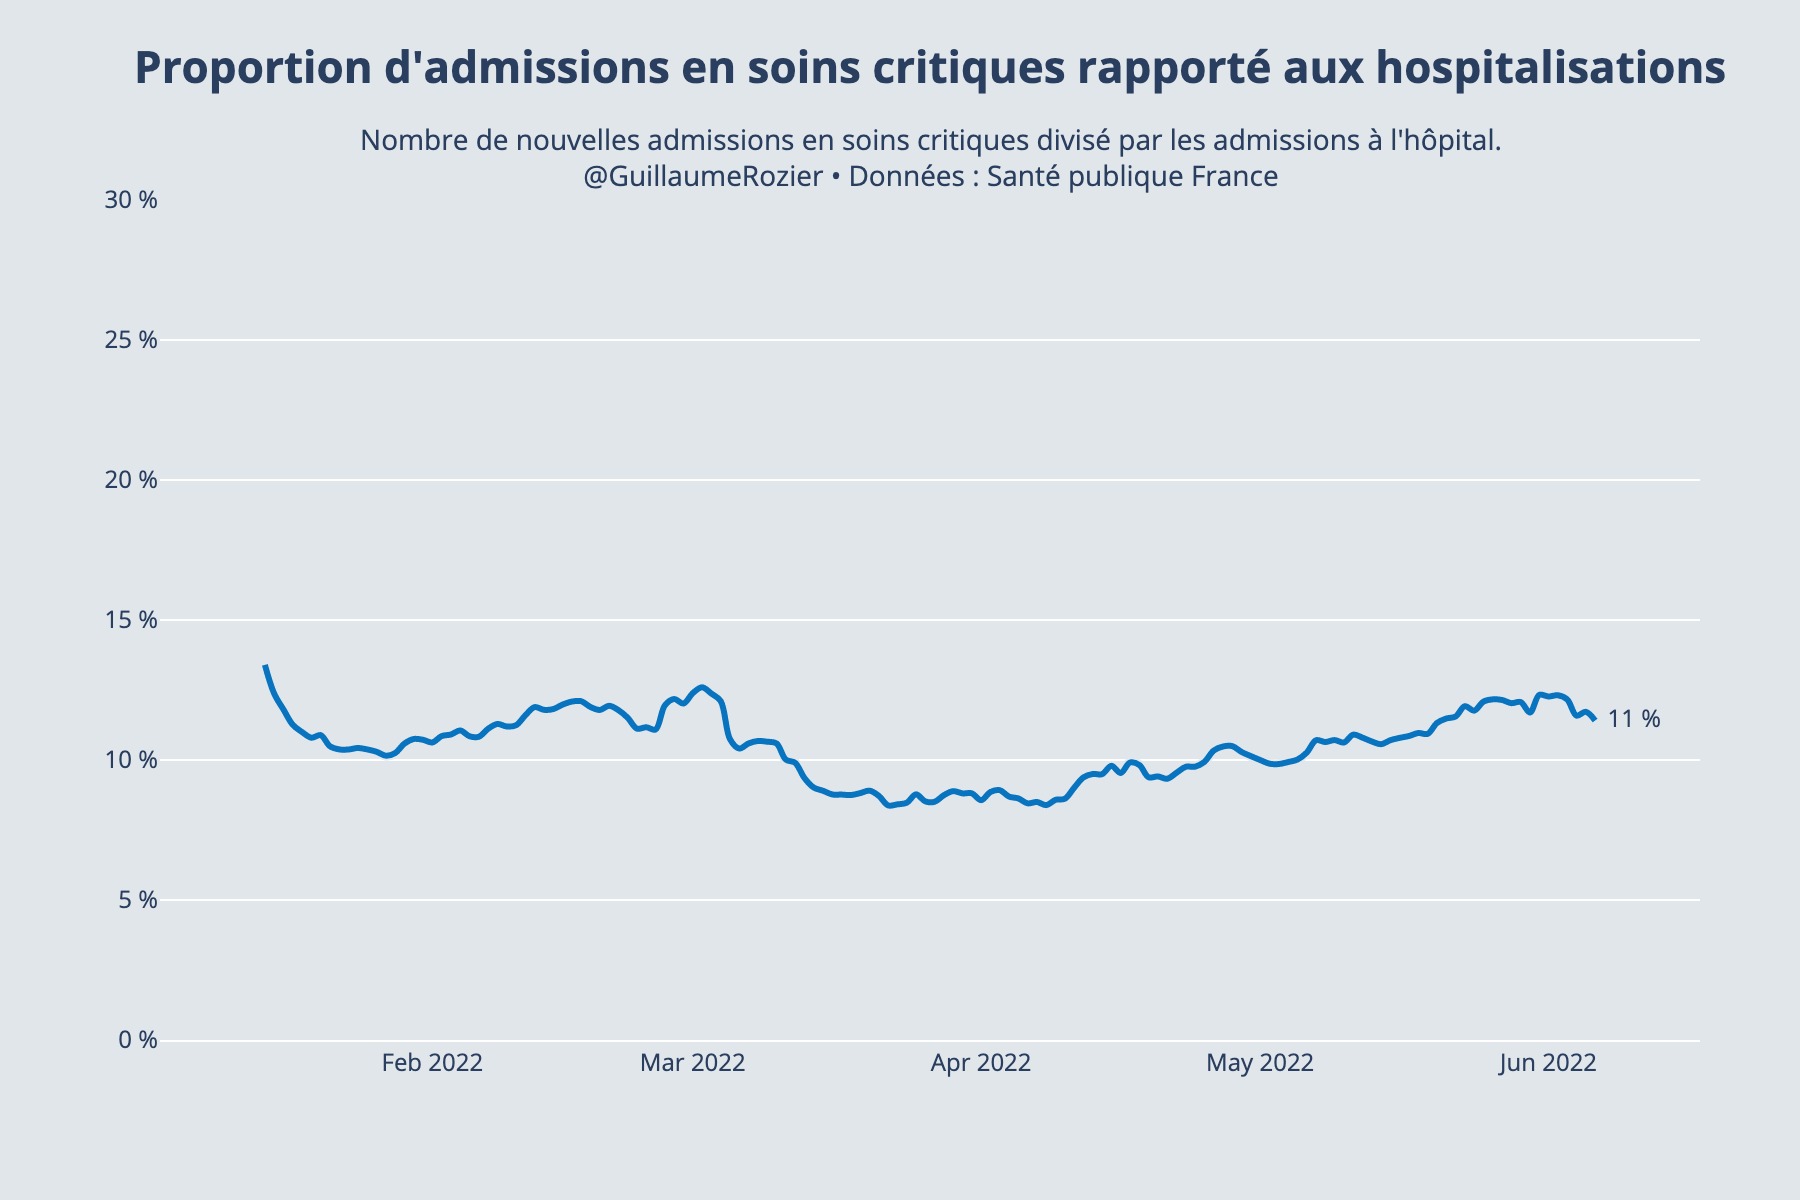 Proportion d'admissions en soins critiques rapporté aux hospitalisations
Nombre de nouvelles admissions en soins critiques divisé par les admissions à l'hôpital.
@GuillaumeRozier • Données : Santé publique France
30 %
25 %
20 %
15 %
11 %
10 %
5 %
0 %
Feb 2022
Mar 2022
Apr 2022
May 2022
Jun 2022